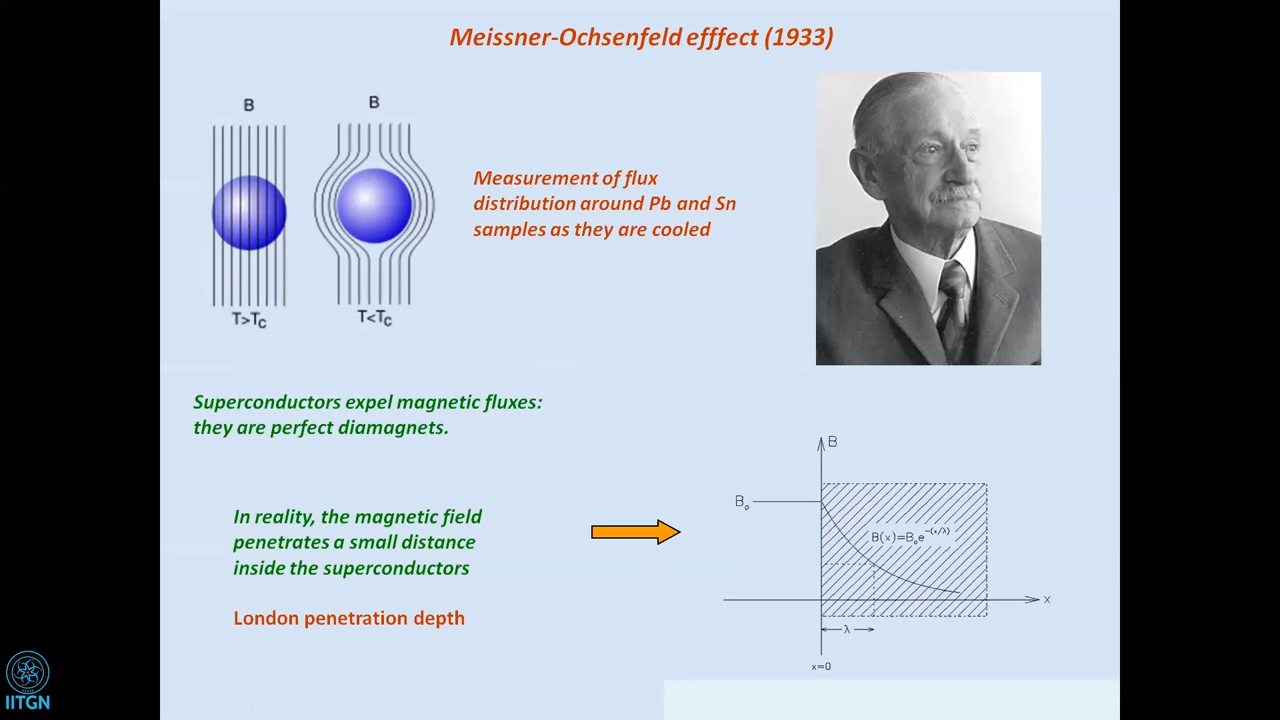 Meissner-Ochsenfeld efffect (1933)
B
B
T>TC
T<TC
Measurement of flux
distribution around Pb and Sn
samples as they are cooled
Superconductors expel magnetic fluxes:
they are perfect diamagnets.
In reality, the magnetic field
penetrates a small distance
inside the superconductors
London penetration depth
B
Bo
B(x)=Boe-(x/λ)
x
λ
x=0
IITGN